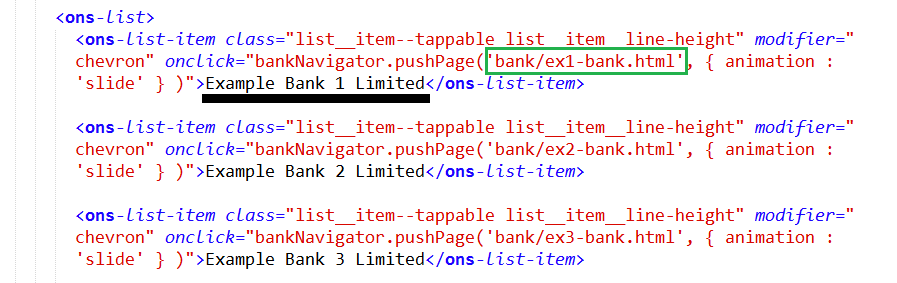 <ons-list>
<ons-list-item class="list__item--tappable list__item__line-height" modifier="
chevron" onclick="bankNavigator.pushPage('bank/ex1-bank.html', { animation :
'slide' } )">Example Bank 1 Limited</ons-list-item>
<ons-list-item class="list__item--tappable list__item__line-height" modifier="
chevron" onclick="bankNavigator.pushPage('bank/ex2-bank.html', { animation :
'slide' } )">Example Bank 2 Limited</ons-list-item>
<ons-list-item class="list__item--tappable list__item__line-height" modifier="
chevron" onclick="bankNavigator.pushPage('bank/ex3-bank.html', { animation :
'slide' } )">Example Bank 3 Limited</ons-list-item>